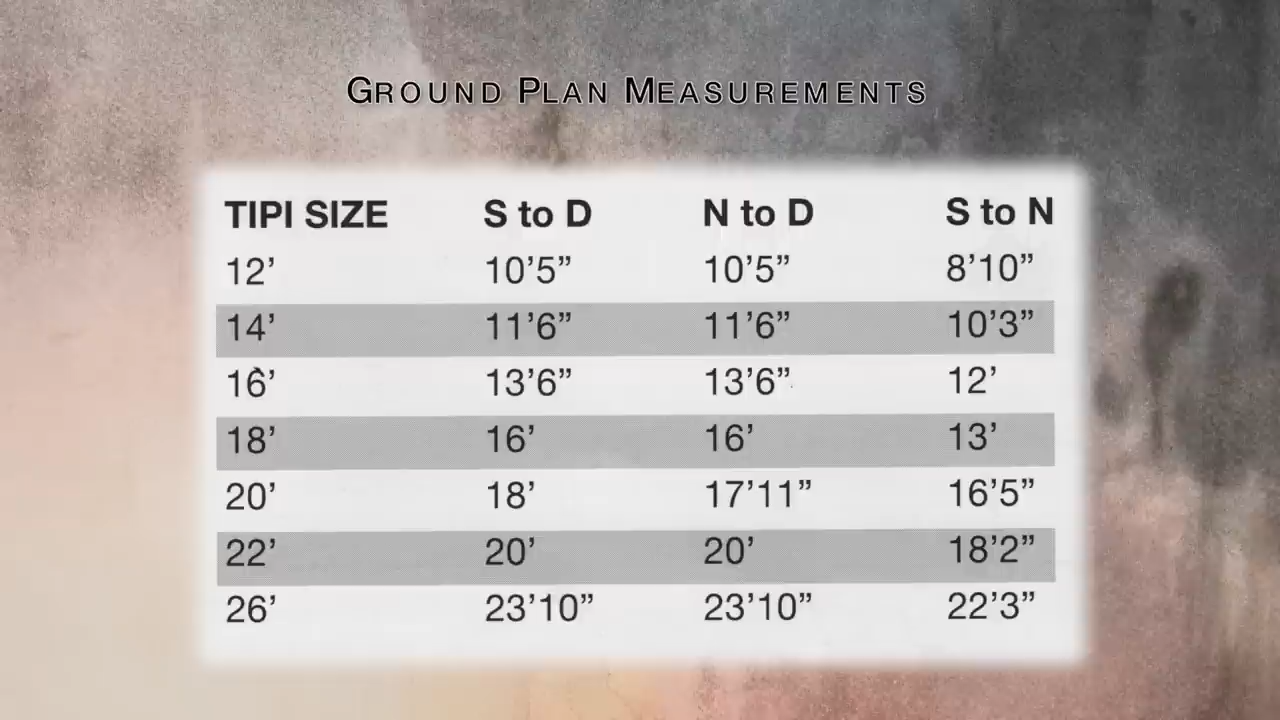 GROUND PLAN MEASUREMENTS
TIPI SIZE S to D N to D S to N
12’ 10’5” 10’5” 8’10”
14’ 11’6” 11’6” 10’3”
16’ 13’6” 13’6” 12’
18’ 16’ 16’ 13’
20’ 18’ 17’11” 16’5”
22’ 20’ 20’ 18’2”
26’ 23’10” 23’10” 22’3”